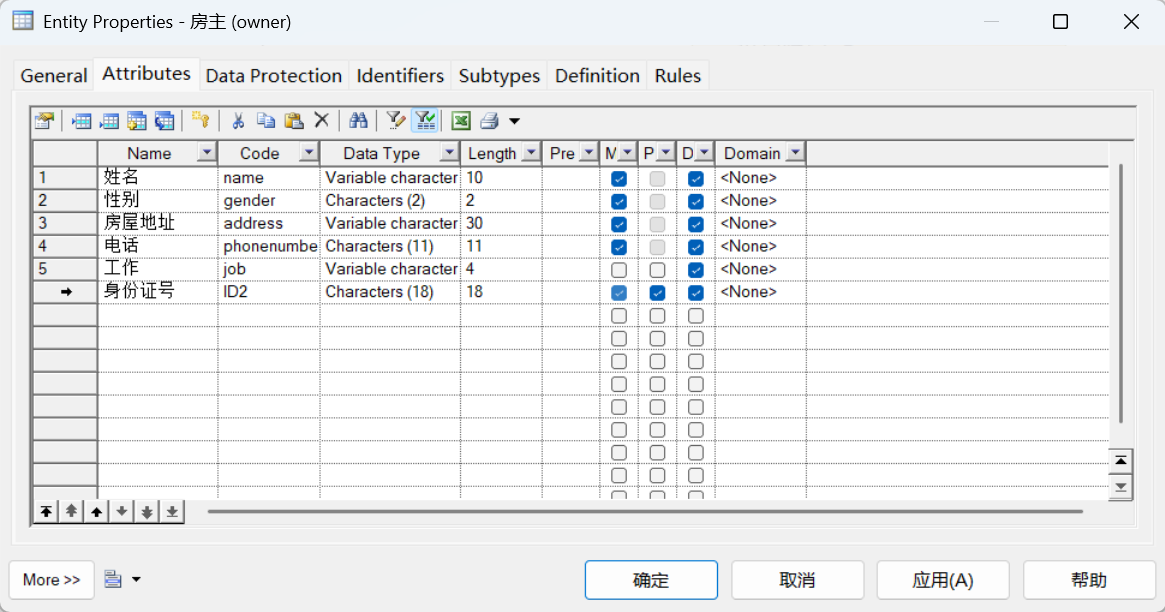 Entity Properties - 房主 (owner)
General Attributes Data Protection Identifiers Subtypes Definition Rules
Name Code Data Type Length Pre M P D Domain
1 姓名 name Variable character 10 <None>
2 性别 gender Characters (2) 2 <None>
3 房屋地址 address Variable character 30 <None>
4 电话 phonenumbe Characters (11) 11 <None>
5 工作 job Variable character 4 <None>
身份证号 ID2 Characters (18) 18 <None>
More >> 确定 取消 应用(A) 帮助